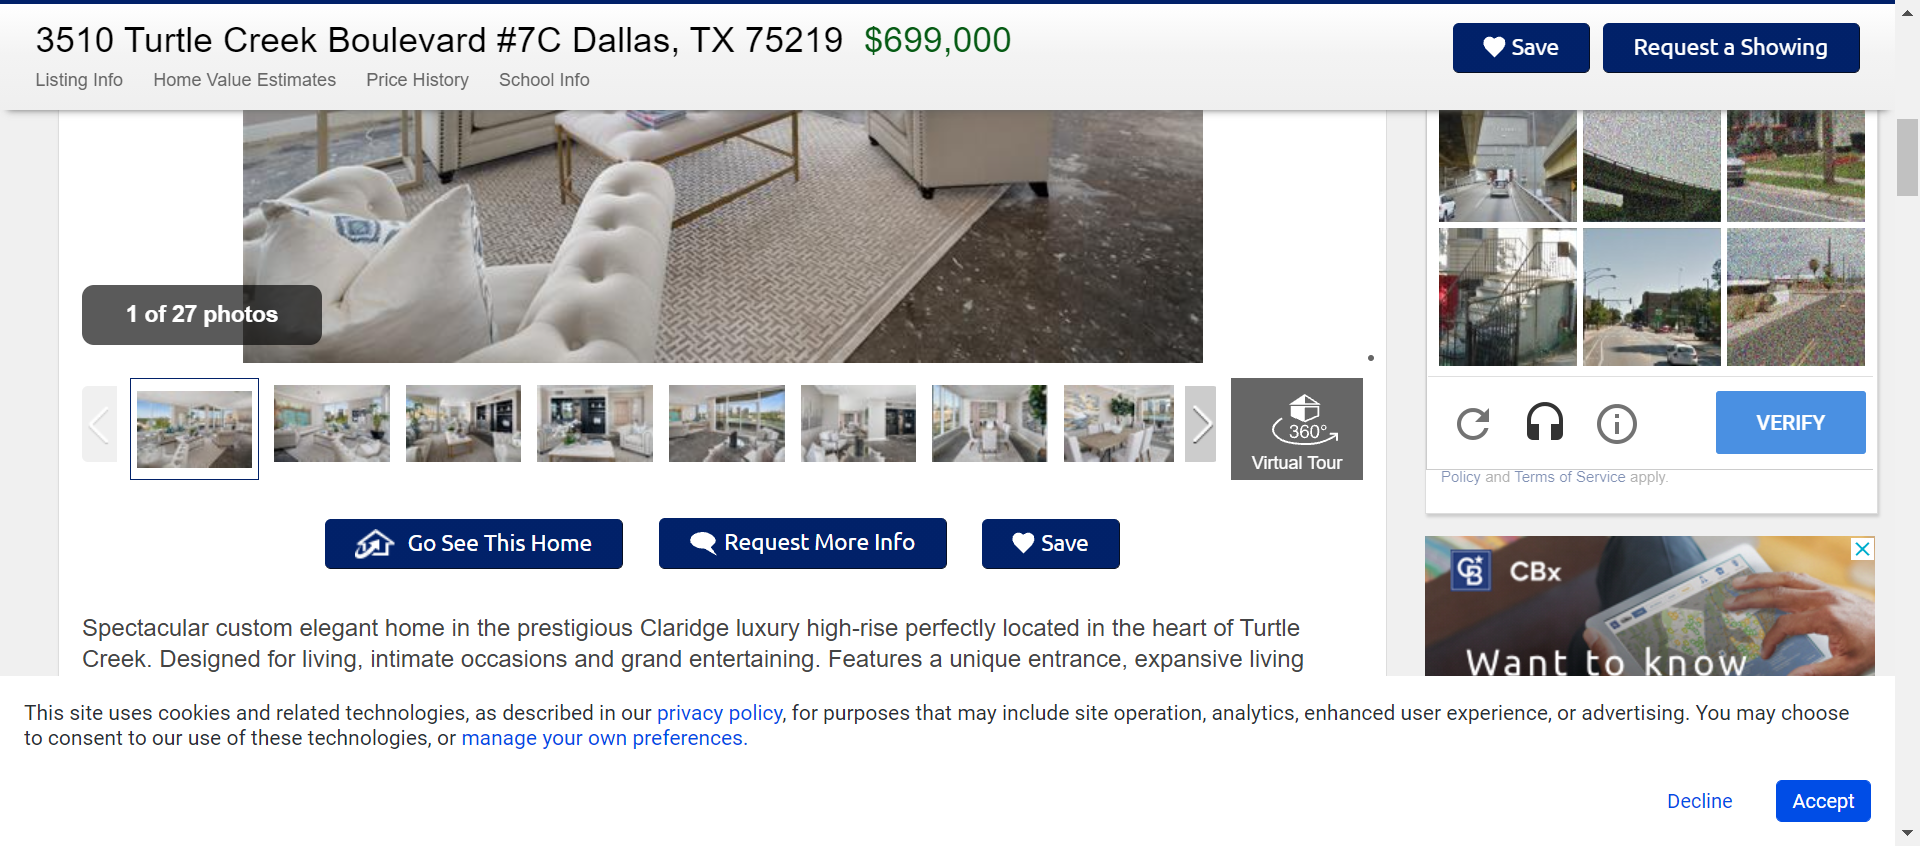 3510 Turtle Creek Boulevard #7C Dallas, TX 75219 $699,000
Save
Request a Showing
Listing Info Home Value Estimates Price History School Info
1 of 27 photos
360°
Virtual Tour
VERIFY
Policy and Terms of Service apply.
Go See This Home
Request More Info
Save
CB
CBx
Want to know
Spectacular custom elegant home in the prestigious Claridge luxury high-rise perfectly located in the heart of Turtle
Creek. Designed for living, intimate occasions and grand entertaining. Features a unique entrance, expansive living
This site uses cookies and related technologies, as described in our privacy policy, for purposes that may include site operation, analytics, enhanced user experience, or advertising. You may choose
to consent to our use of these technologies, or manage your own preferences.
Decline
Accept